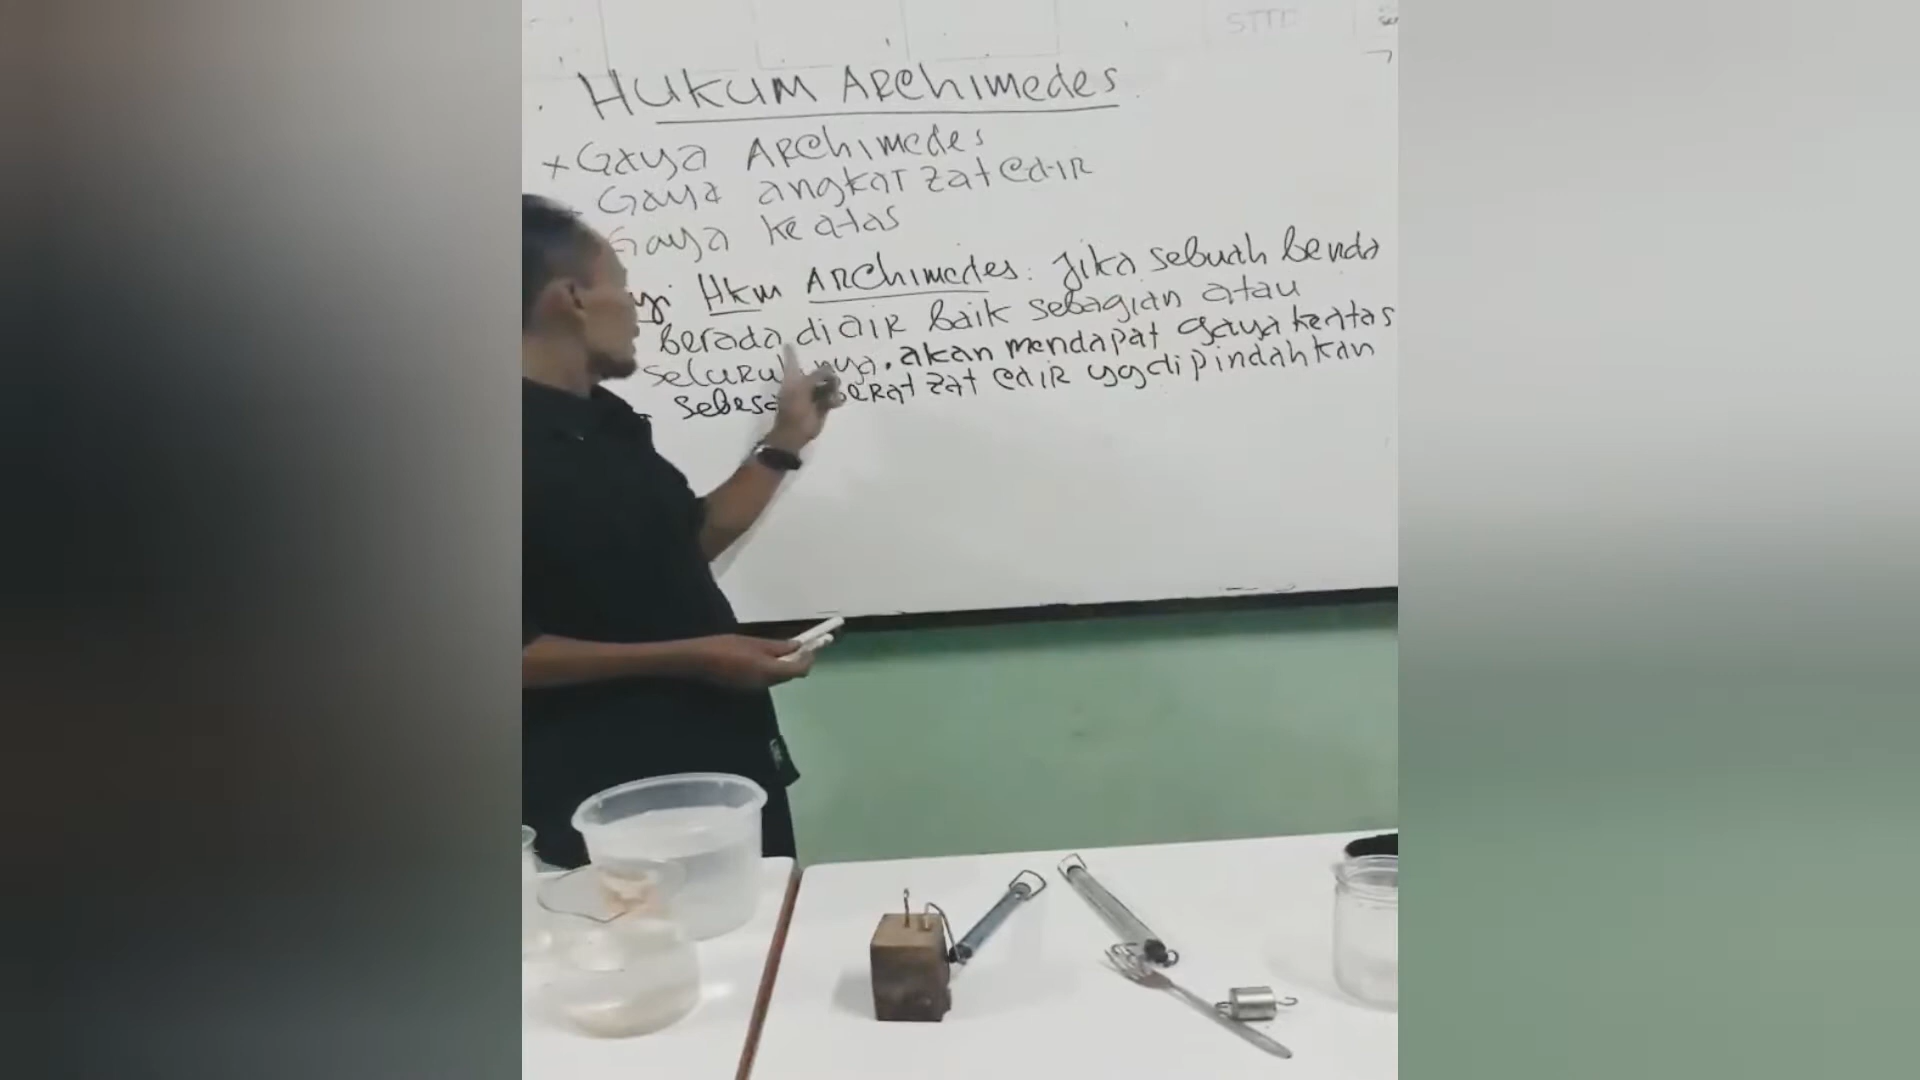 STTD
Hukum Archimedes
+ Gaya Archimedes
Gaya angkat zat cair
Gaya keatas
Hkm Archimedes: Jika sebuah benda
berada di air baik sebagian atau
akan mendapat gaya keatas
zat cair yg dipindahkan